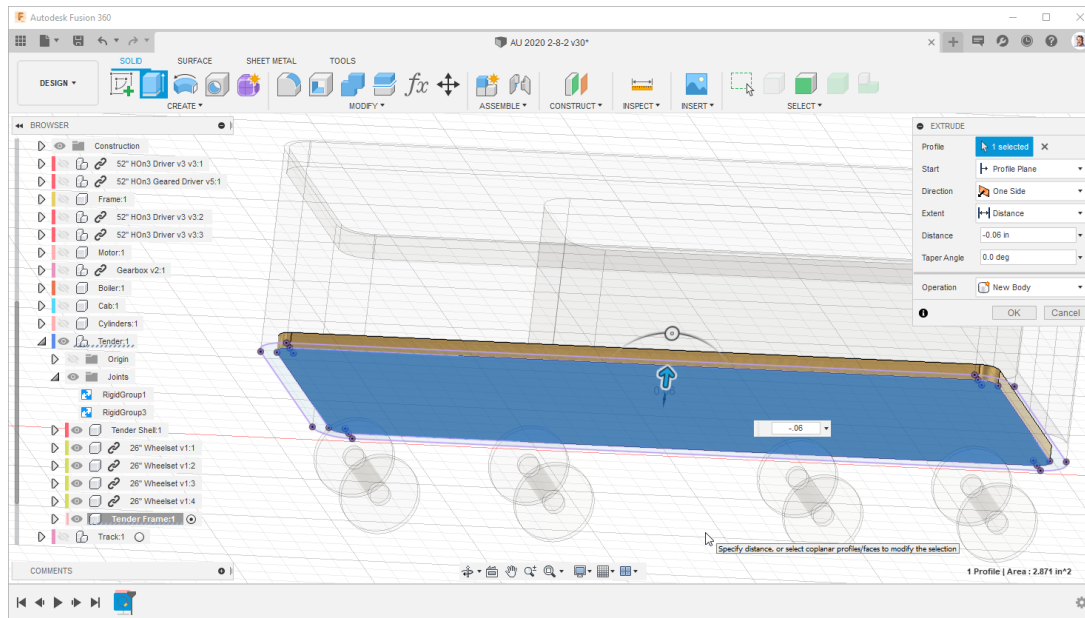 Autodesk Fusion 360
AU 2020 2-8-2 v30*
SOLID SURFACE SHEET METAL TOOLS
DESIGN
CREATE MODIFY ASSEMBLE CONSTRUCT INSPECT INSERT SELECT
BROWSER
Construction
52" HOn3 Driver v3 v3:1
52" HOn3 Geared Driver v5:1
Frame:1
52" HOn3 Driver v3 v3:2
52" HOn3 Driver v3 v3:3
Motor:1
Gearbox v2:1
Boiler:1
Cab:1
Cylinders:1
Tender:1
Origin
Joints
RigidGroup1
RigidGroup3
Tender Shell:1
26" Wheelset v1:1
26" Wheelset v1:2
26" Wheelset v1:3
26" Wheelset v1:4
Tender Frame:1
Track:1
EXTRUDE
Profile 1 selected
Start Profile Plane
Direction One Side
Extent Distance
Distance -0.06 in
Taper Angle 0.0 deg
Operation New Body
OK Cancel
-.06
Specify distance, or select coplanar profiles/faces to modify the selection
COMMENTS
1 Profile | Area : 2.871 in^2